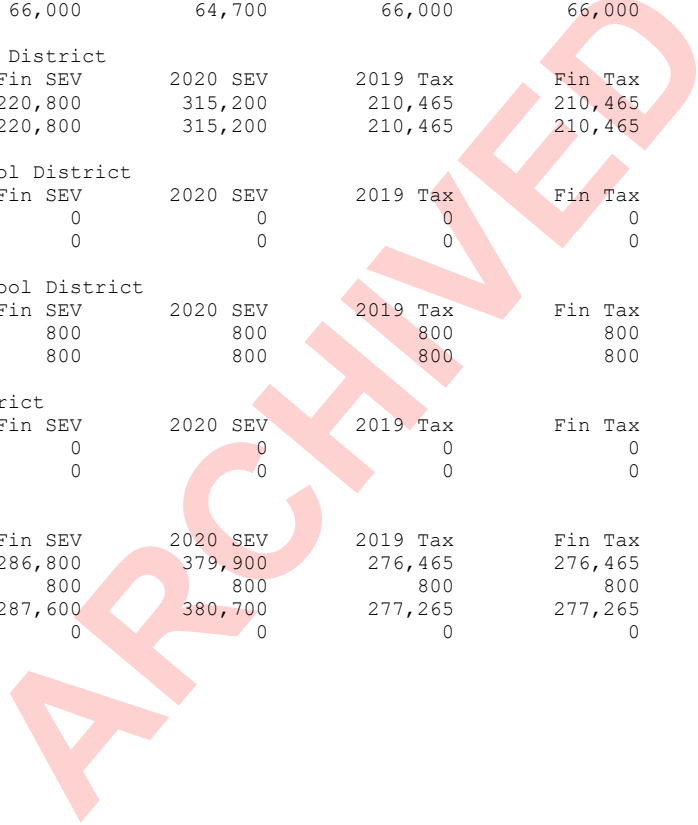 66,000 64,700 66,000 66,000
District
Fin SEV 2020 SEV 2019 Tax Fin Tax
220,800 315,200 210,465 210,465
220,800 315,200 210,465 210,465
ol District
Fin SEV 2020 SEV 2019 Tax Fin Tax
0 0 0 0
0 0 0 0
ool District
Fin SEV 2020 SEV 2019 Tax Fin Tax
800 800 800 800
800 800 800 800
rict
Fin SEV 2020 SEV 2019 Tax Fin Tax
0 0 0 0
0 0 0 0
Fin SEV 2020 SEV 2019 Tax Fin Tax
286,800 379,900 276,465 276,465
800 800 800 800
287,600 380,700 277,265 277,265
0 0 0 0
ARCHIVED